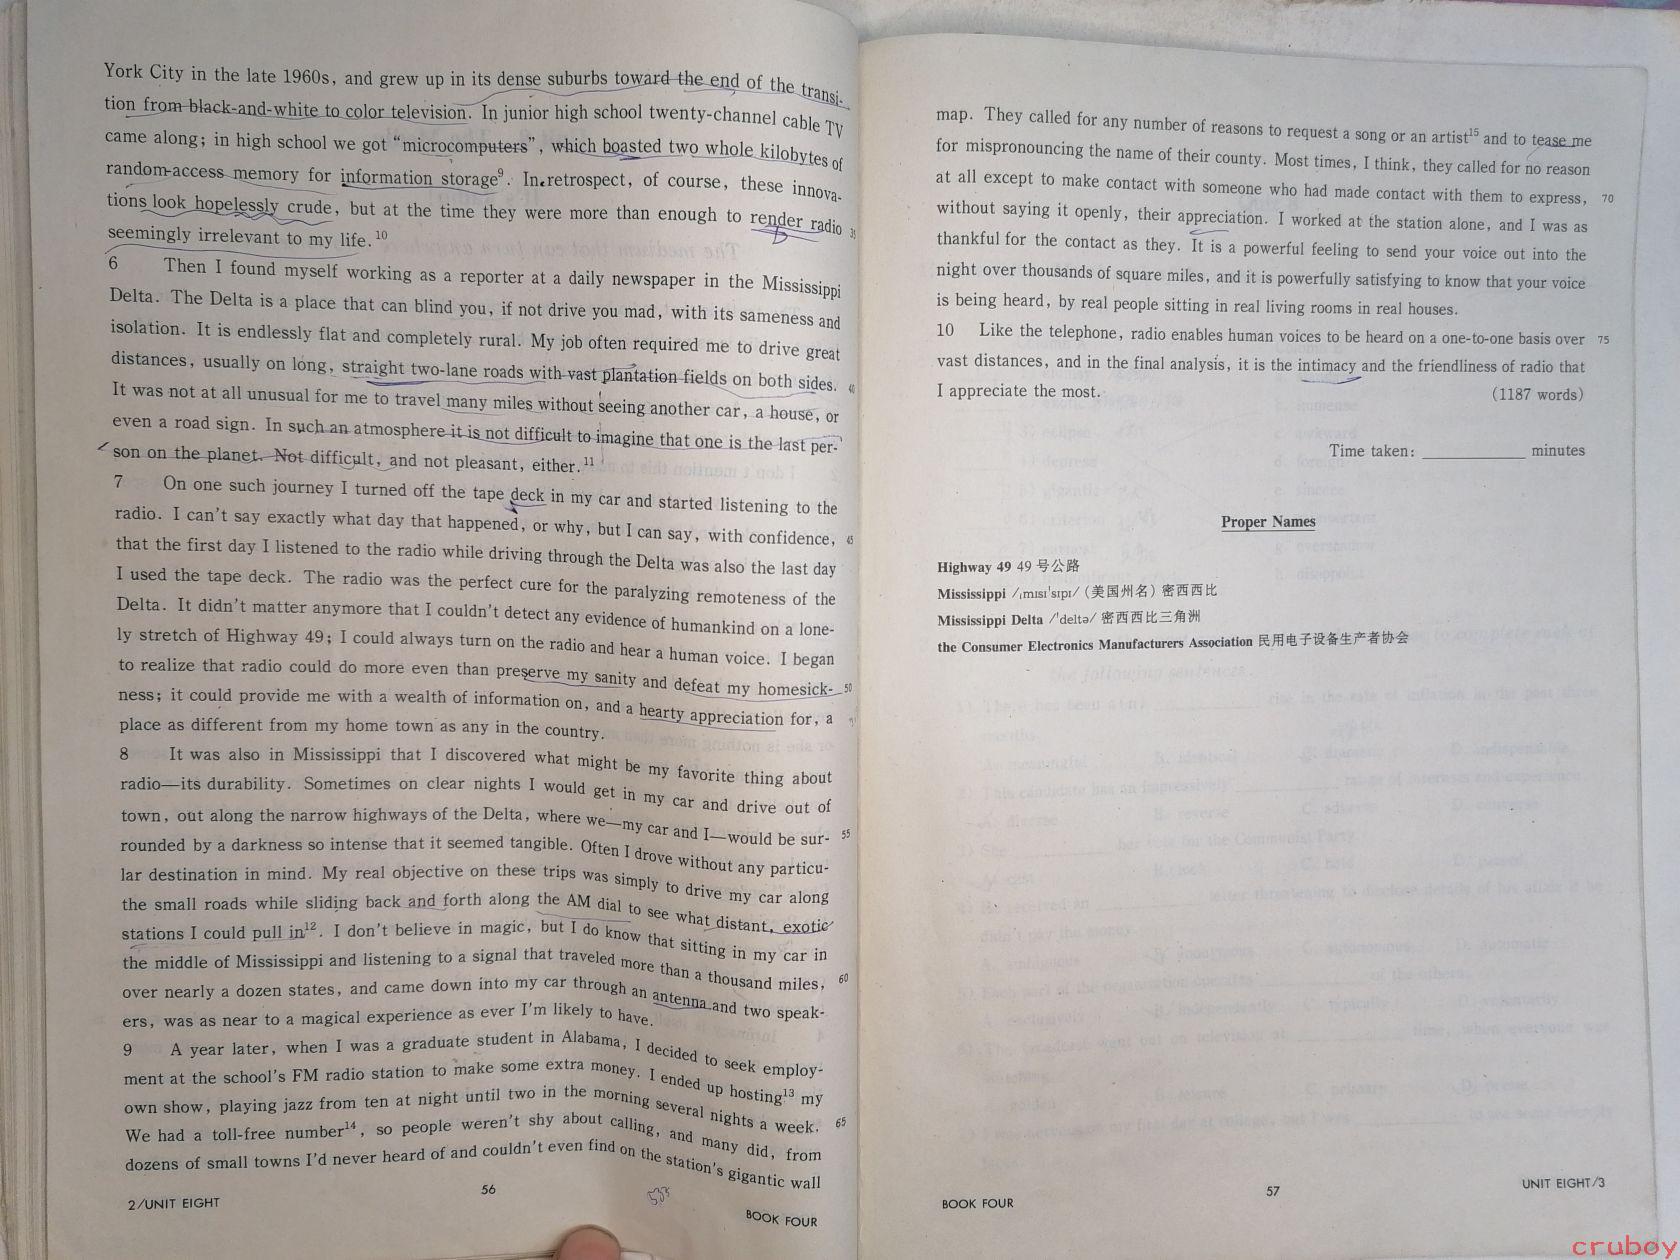 York City in the late 1960s, and grew up in its dense suburbs toward the end of the transi-
tion from black-and-white to color television. In junior high school twenty-channel cable TV
came along; in high school we got “microcomputers”, which boasted two whole kilobytes of
random-access memory for information storage⁹. In retrospect, of course, these innova-
tions look hopelessly crude, but at the time they were more than enough to render radio 35
seemingly irrelevant to my life.¹⁰
6 Then I found myself working as a reporter at a daily newspaper in the Mississippi
Delta. The Delta is a place that can blind you, if not drive you mad, with its sameness and
isolation. It is endlessly flat and completely rural. My job often required me to drive great
distances, usually on long, straight two-lane roads with vast plantation fields on both sides. 40
It was not at all unusual for me to travel many miles without seeing another car, a house, or
even a road sign. In such an atmosphere it is not difficult to imagine that one is the last per-
son on the planet. Not difficult, and not pleasant, either.¹¹
7 On one such journey I turned off the tape deck in my car and started listening to the
radio. I can't say exactly what day that happened, or why, but I can say, with confidence, 45
that the first day I listened to the radio while driving through the Delta was also the last day
I used the tape deck. The radio was the perfect cure for the paralyzing remoteness of the
Delta. It didn't matter anymore that I couldn't detect any evidence of humankind on a lone-
ly stretch of Highway 49; I could always turn on the radio and hear a human voice. I began
to realize that radio could do more even than preserve my sanity and defeat my homesick- 50
ness; it could provide me with a wealth of information on, and a hearty appreciation for, a
place as different from my home town as any in the country.
8 It was also in Mississippi that I discovered what might be my favorite thing about
radio—its durability. Sometimes on clear nights I would get in my car and drive out of
town, out along the narrow highways of the Delta, where we—my car and I—would be sur- 55
rounded by a darkness so intense that it seemed tangible. Often I drove without any particu-
lar destination in mind. My real objective on these trips was simply to drive my car along
the small roads while sliding back and forth along the AM dial to see what distant, exotic
stations I could pull in¹². I don't believe in magic, but I do know that sitting in my car in
the middle of Mississippi and listening to a signal that traveled more than a thousand miles, 60
over nearly a dozen states, and came down into my car through an antenna and two speak-
ers, was as near to a magical experience as ever I'm likely to have.
9 A year later, when I was a graduate student in Alabama, I decided to seek employ-
ment at the school's FM radio station to make some extra money. I ended up hosting¹³ my
own show, playing jazz from ten at night until two in the morning several nights a week. 65
We had a toll-free number¹⁴, so people weren't shy about calling, and many did, from
dozens of small towns I'd never heard of and couldn't even find on the station's gigantic wall
2/UNIT EIGHT 56 BOOK FOUR
map. They called for any number of reasons to request a song or an artist¹⁵ and to tease me
for mispronouncing the name of their county. Most times, I think, they called for no reason
at all except to make contact with someone who had made contact with them to express, 70
without saying it openly, their appreciation. I worked at the station alone, and I was as
thankful for the contact as they. It is a powerful feeling to send your voice out into the
night over thousands of square miles, and it is powerfully satisfying to know that your voice
is being heard, by real people sitting in real living rooms in real houses.
10 Like the telephone, radio enables human voices to be heard on a one-to-one basis over 75
vast distances, and in the final analysis, it is the intimacy and the friendliness of radio that
I appreciate the most. (1187 words)
Time taken: ____________ minutes
Proper Names
Highway 49 49 号公路
Mississippi /ˌmɪsɪˈsɪpɪ/ (美国州名) 密西西比
Mississippi Delta /ˈdeltə/ 密西西比三角洲
the Consumer Electronics Manufacturers Association 民用电子设备生产者协会
BOOK FOUR 57 UNIT EIGHT/3
cruboy